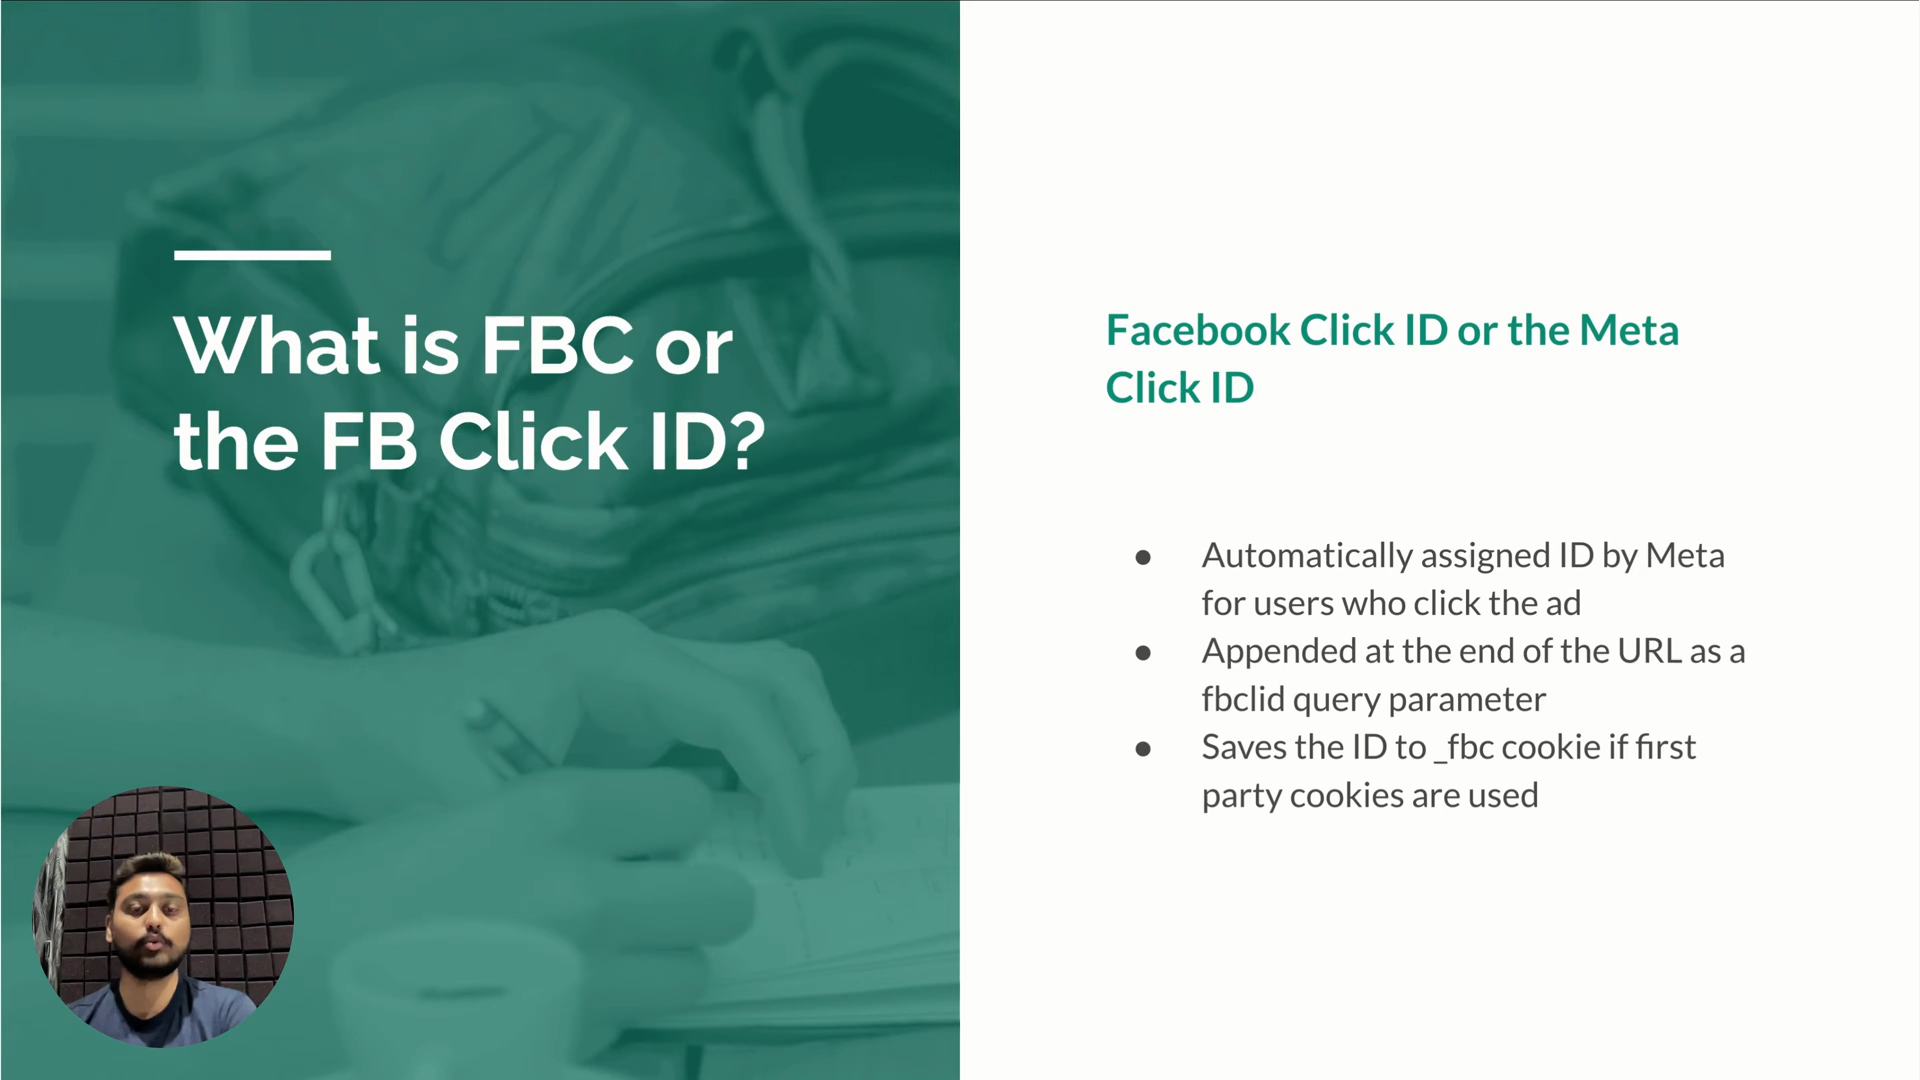 What is FBC or
the FB Click ID?
Facebook Click ID or the Meta
Click ID
● Automatically assigned ID by Meta
for users who click the ad
● Appended at the end of the URL as a
fbclid query parameter
● Saves the ID to _fbc cookie if first
party cookies are used